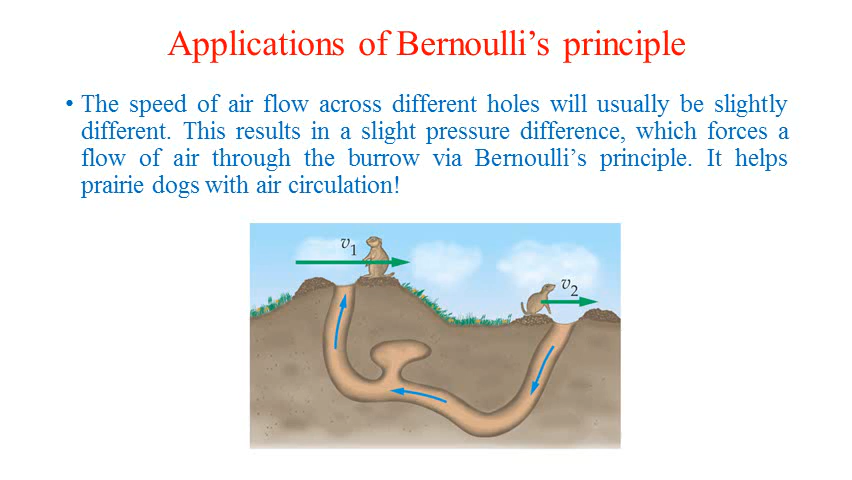 Applications of Bernoulli’s principle
• The speed of air flow across different holes will usually be slightly
different. This results in a slight pressure difference, which forces a
flow of air through the burrow via Bernoulli’s principle. It helps
prairie dogs with air circulation!
v₁
v₂